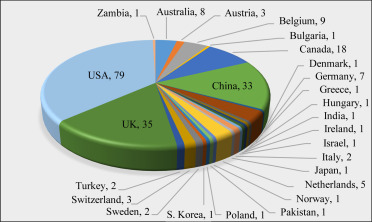 Zambia, 1
Australia, 8
Austria, 3
Belgium, 9
Bulgaria, 1
Canada, 18
China, 33
Denmark, 1
Germany, 7
Greece, 1
Hungary, 1
India, 1
Ireland, 1
Israel, 1
Italy, 2
Japan, 1
Netherlands, 5
Norway, 1
Pakistan, 1
Poland, 1
S. Korea, 1
Sweden, 2
Switzerland, 3
Turkey, 2
UK, 35
USA, 79